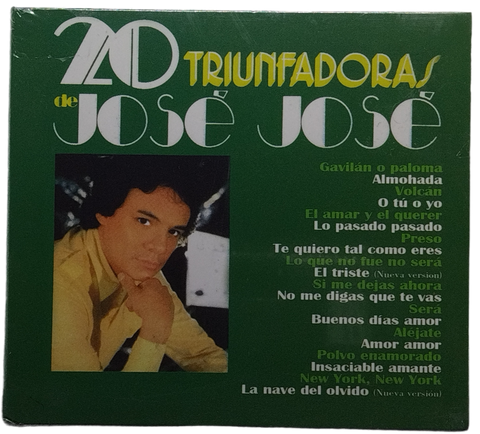 20 TRIUNFADORAS
de JOSÉ JOSÉ
Gavilán o paloma
Almohada
Volcán
O tú o yo
El amar y el querer
Lo pasado pasado
Preso
Te quiero tal como eres
Lo que no fue no será
El triste (Nueva versión)
Si me dejas ahora
No me digas que te vas
Será
Buenos días amor
Aléjate
Amor amor
Polvo enamorado
Insaciable amante
New York, New York
La nave del olvido (Nueva versión)